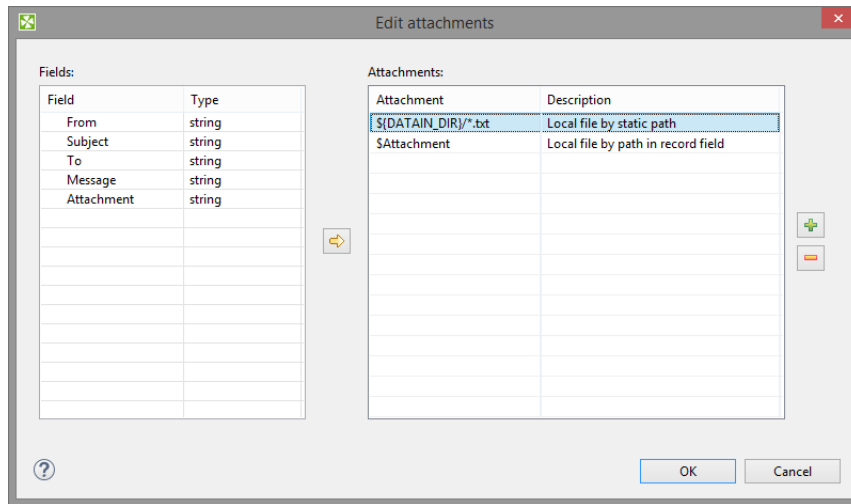 Edit attachments
Fields:
Attachments:
Field Type
From string
Subject string
To string
Message string
Attachment string
Attachment Description
${DATAIN_DIR}/*.txt Local file by static path
$Attachment Local file by path in record field
OK Cancel